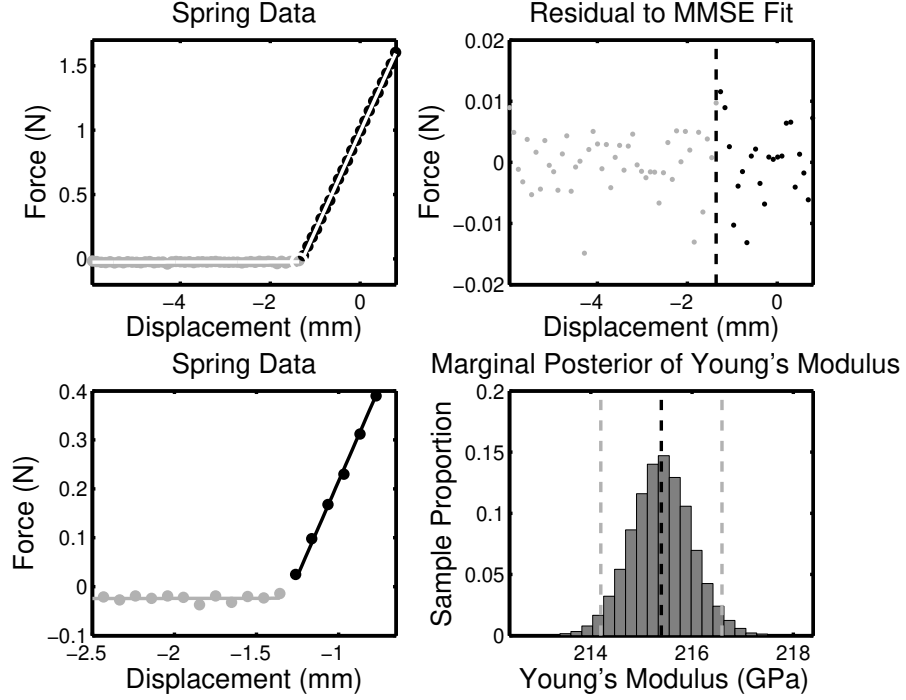 Spring Data
1.5
1
0.5
0
−4
−2
0
Force (N)
Displacement (mm)
Residual to MMSE Fit
0.02
0.01
0
−0.01
−0.02
−4
−2
0
Force (N)
Displacement (mm)
Spring Data
0.4
0.3
0.2
0.1
0
−0.1
−2.5
−2
−1.5
−1
Force (N)
Displacement (mm)
Marginal Posterior of Young's Modulus
0.2
0.15
0.1
0.05
0
214
216
218
Sample Proportion
Young's Modulus (GPa)